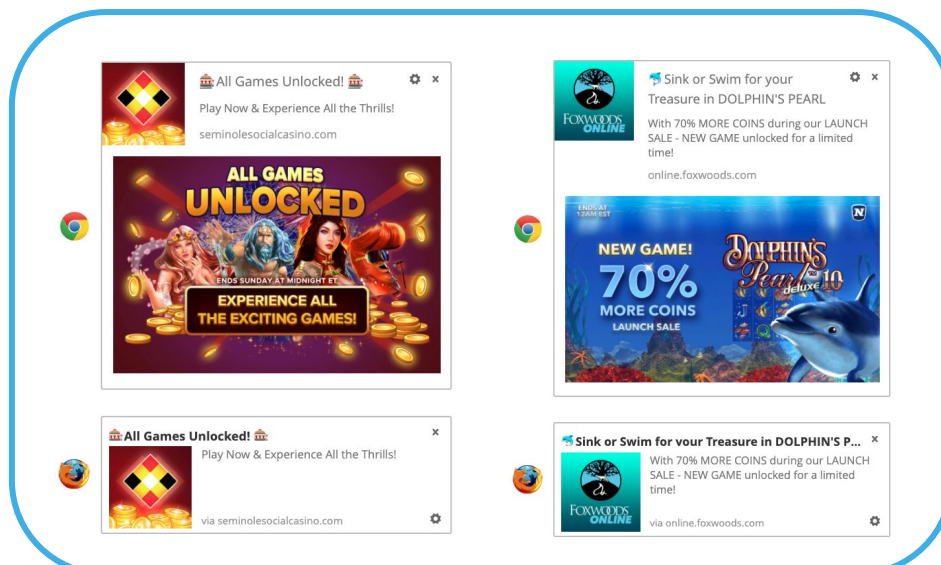 🎰All Games Unlocked! 🎰
Play Now & Experience All the Thrills!
seminolesocialcasino.com
ALL GAMES
UNLOCKED
ENDS SUNDAY AT MIDNIGHT ET
EXPERIENCE ALL
THE EXCITING GAMES!
🐬Sink or Swim for your
Treasure in DOLPHIN'S PEARL
FOXWOODS
ONLINE
With 70% MORE COINS during our LAUNCH
SALE - NEW GAME unlocked for a limited
time!
online.foxwoods.com
ENDS AT
12AM EST
N
NEW GAME!
70%
MORE COINS
LAUNCH SALE
DOLPHIN'S
Pearl
deluxe 10
🎰All Games Unlocked! 🎰
Play Now & Experience All the Thrills!
via seminolesocialcasino.com
🐬Sink or Swim for your Treasure in DOLPHIN'S P...
With 70% MORE COINS during our LAUNCH
SALE - NEW GAME unlocked for a limited
time!
FOXWOODS
ONLINE
via online.foxwoods.com